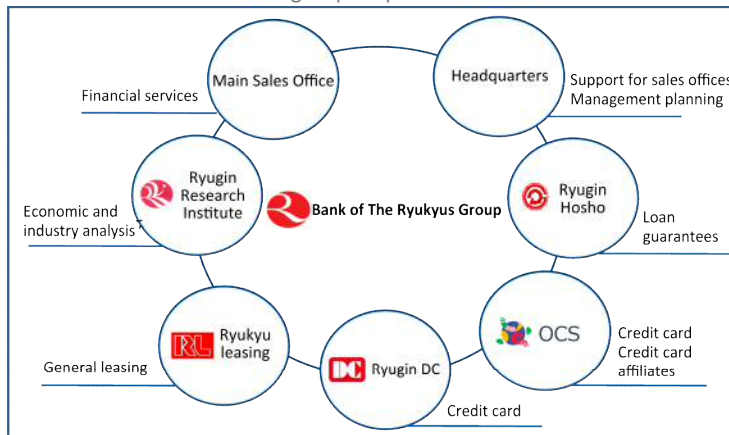 Main Sales Office
Headquarters
Financial services
Support for sales offices
Management planning
Ryugin
Research
Institute
Bank of The Ryukyus Group
Ryugin
Hosho
Economic and
industry analysis
Loan
guarantees
RL
Ryukyu
leasing
OCS
Credit card
Credit card
affiliates
General leasing
DC
Ryugin DC
Credit card